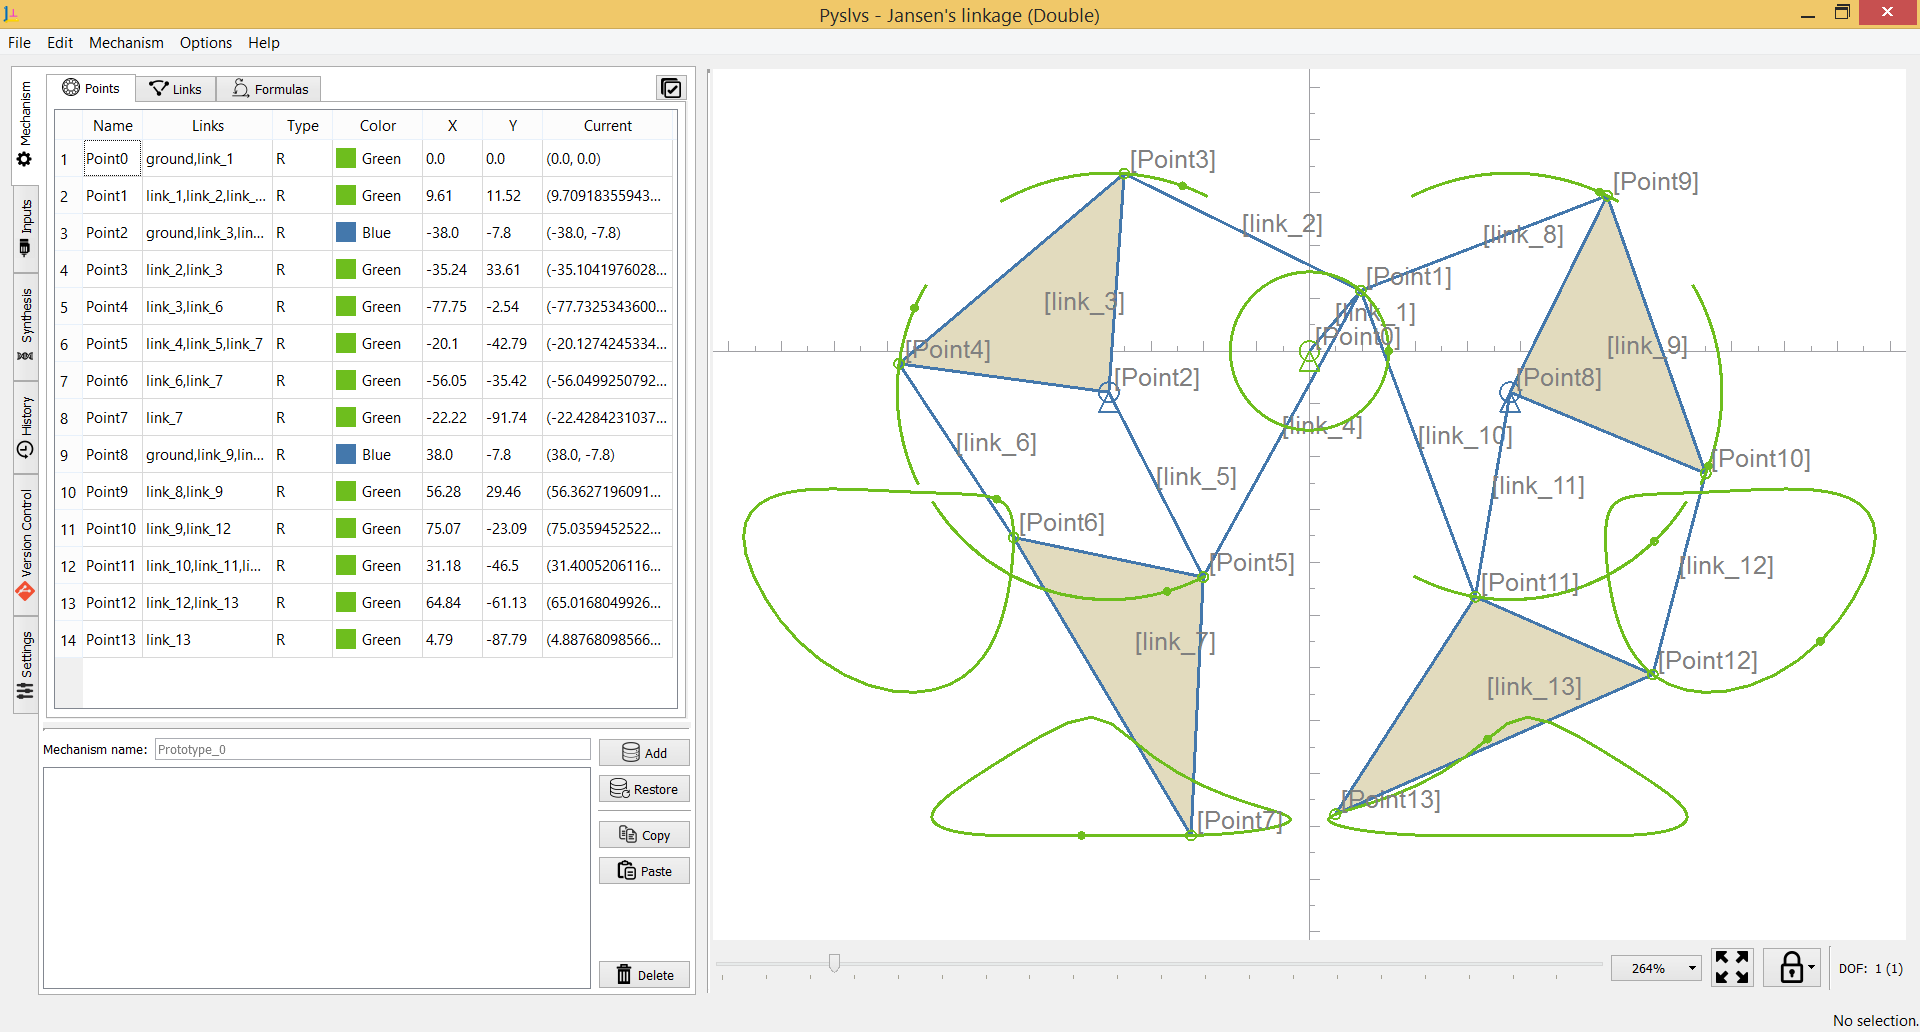 Pyslvs - Jansen's linkage (Double)
File Edit Mechanism Options Help
Mechanism
Inputs
Synthesis
History
Version Control
Settings
Points Links Formulas
Name Links Type Color X Y Current
1 Point0 ground,link_1 R Green 0.0 0.0 (0.0, 0.0)
2 Point1 link_1,link_2,link_... R Green 9.61 11.52 (9.70918355943...
3 Point2 ground,link_3,lin... R Blue -38.0 -7.8 (-38.0, -7.8)
4 Point3 link_2,link_3 R Green -35.24 33.61 (-35.1041976028...
5 Point4 link_3,link_6 R Green -77.75 -2.54 (-77.7325343600...
6 Point5 link_4,link_5,link_7 R Green -20.1 -42.79 (-20.1274245334...
7 Point6 link_6,link_7 R Green -56.05 -35.42 (-56.0499250792...
8 Point7 link_7 R Green -22.22 -91.74 (-22.4284231037...
9 Point8 ground,link_9,lin... R Blue 38.0 -7.8 (38.0, -7.8)
10 Point9 link_8,link_9 R Green 56.28 29.46 (56.3627196091...
11 Point10 link_9,link_12 R Green 75.07 -23.09 (75.0359452522...
12 Point11 link_10,link_11,li... R Green 31.18 -46.5 (31.4005206116...
13 Point12 link_12,link_13 R Green 64.84 -61.13 (65.0168049926...
14 Point13 link_13 R Green 4.79 -87.79 (4.88768098566...
Mechanism name: Prototype_0
Add
Restore
Copy
Paste
Delete
[Point3]
[Point9]
[link_2]
[link_8]
[Point1]
[link_3]
[link_1]
[Point0]
[Point4]
[link_9]
[Point2]
[Point8]
[link_4]
[link_10]
[link_6]
[Point10]
[link_5]
[link_11]
[Point6]
[Point5]
[link_12]
[Point11]
[link_7]
[Point12]
[link_13]
[Point13]
[Point7]
264%
DOF: 1 (1)
No selection.